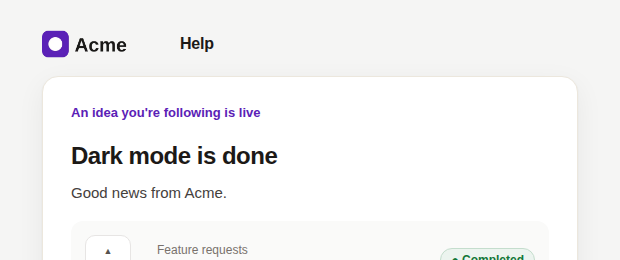 Acme
Help
An idea you're following is live
Dark mode is done
Good news from Acme.
▲
Feature requests
• Completed